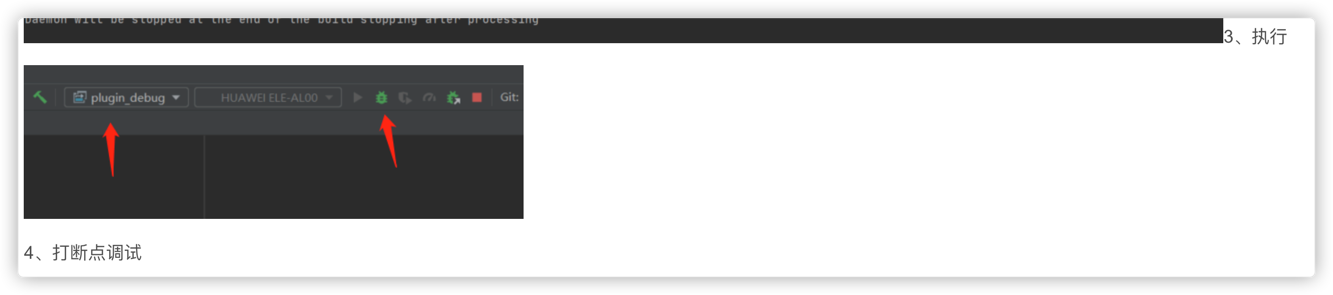 Daemon will be stopped at the end of the build stopping after processing
3、执行
plugin_debug HUAWEI ELE-AL00 Git:
4、打断点调试